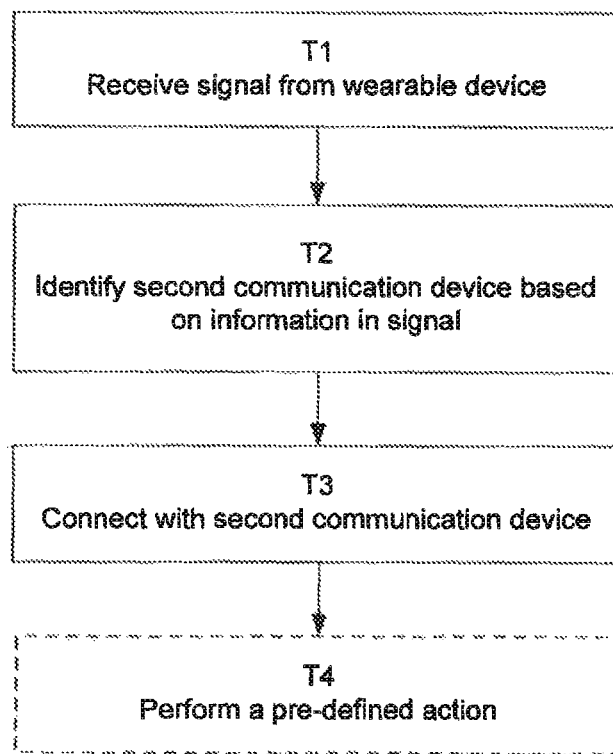 T1
Receive signal from wearable device
T2
Identify second communication device based
on information in signal
T3
Connect with second communication device
T4
Perform a pre-defined action